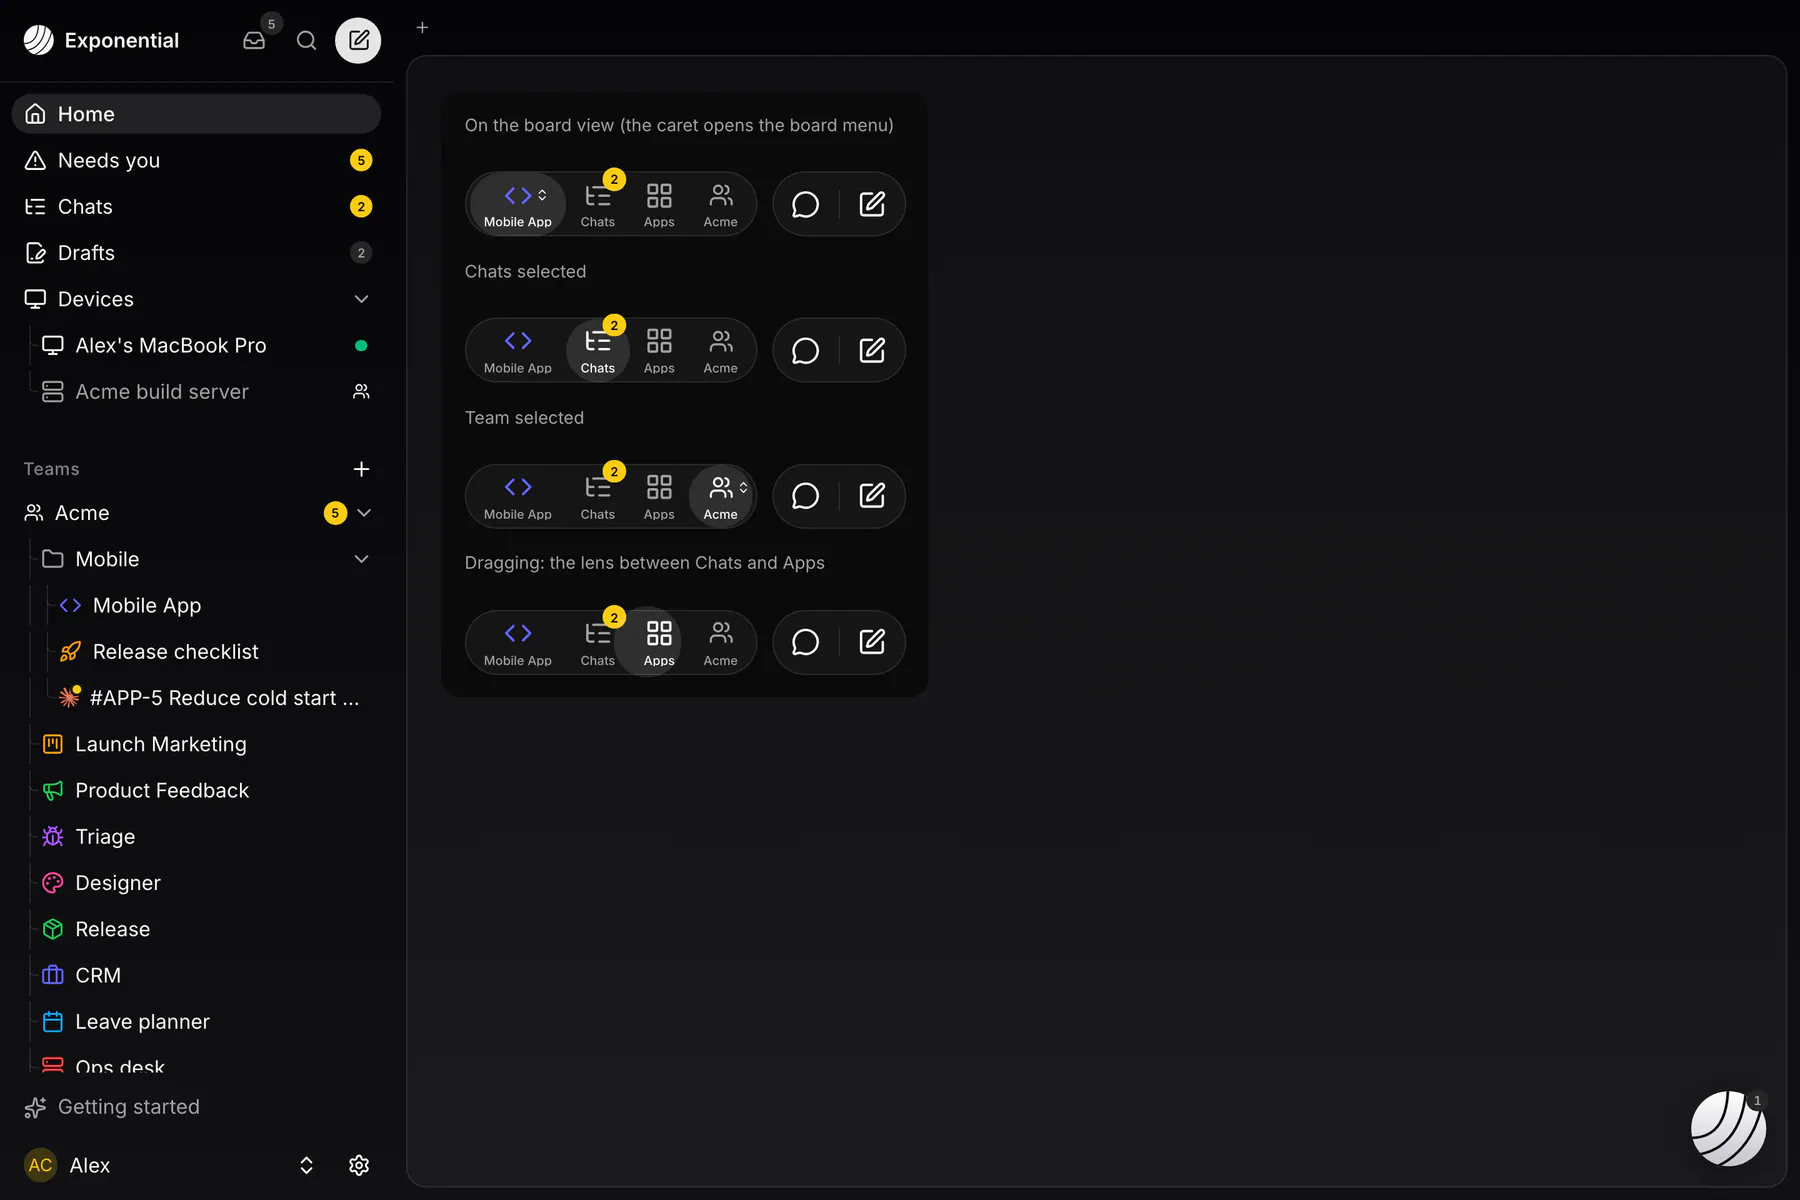 Exponential
5
Home
Needs you
5
Chats
2
Drafts
2
Devices
Alex's MacBook Pro
Acme build server
Teams
Acme
5
Mobile
Mobile App
Release checklist
#APP-5 Reduce cold start ...
Launch Marketing
Product Feedback
Triage
Designer
Release
CRM
Leave planner
Ops desk
Getting started
AC
Alex
On the board view (the caret opens the board menu)
2
Mobile App Chats Apps Acme
Chats selected
2
Mobile App Chats Apps Acme
Team selected
2
Mobile App Chats Apps Acme
Dragging: the lens between Chats and Apps
2
Mobile App Chats Apps Acme
1